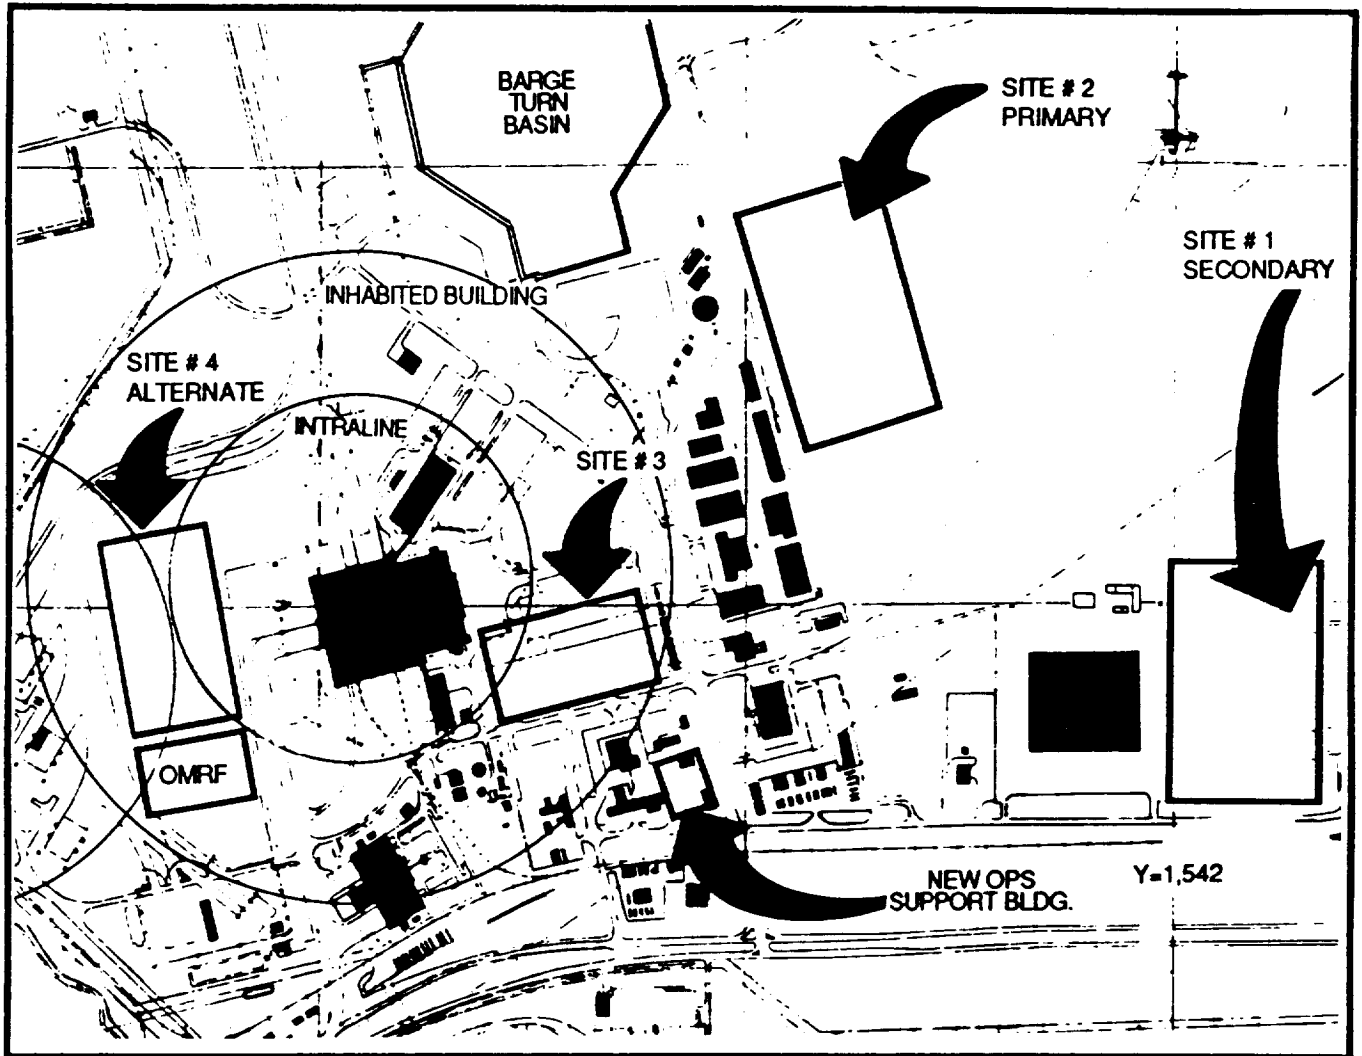 BARGE
TURN
BASIN
SITE # 2
PRIMARY
SITE # 1
SECONDARY
INHABITED BUILDING
SITE # 4
ALTERNATE
INTRALINE
SITE # 3
OMRF
NEW OPS
SUPPORT BLDG.
Y=1,542